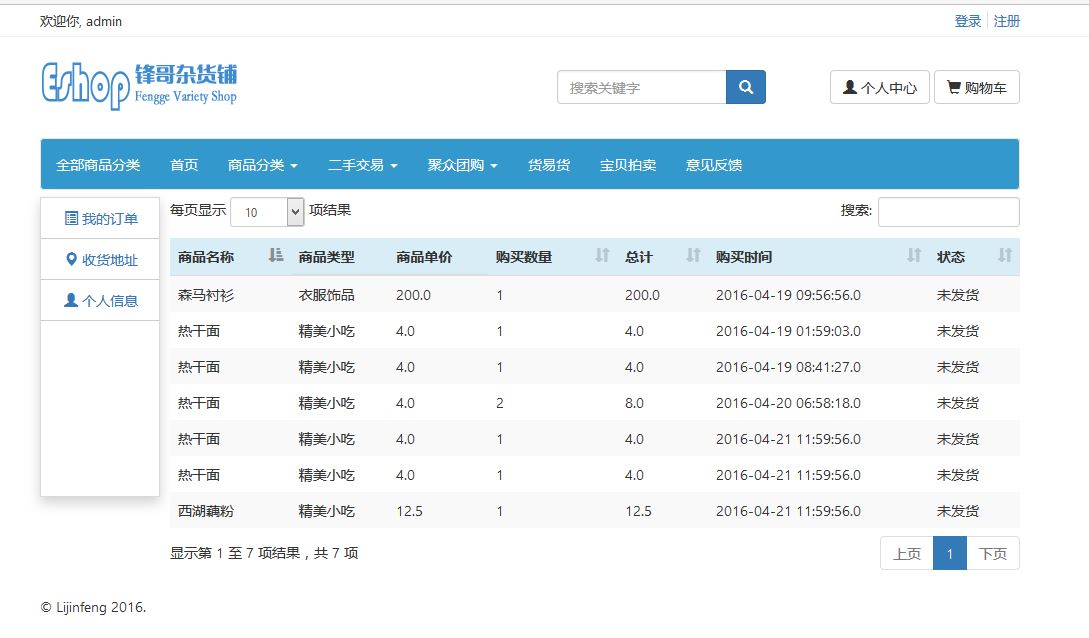 欢迎你, admin 登录 注册
Eshop 锋哥杂货铺
Fengge Variety Shop
搜索关键字 个人中心 购物车
全部商品分类 首页 商品分类 二手交易 聚众团购 货易货 宝贝拍卖 意见反馈
我的订单
收货地址
个人信息
每页显示 10 项结果 搜索:
商品名称 商品类型 商品单价 购买数量 总计 购买时间 状态
森马衬衫 衣服饰品 200.0 1 200.0 2016-04-19 09:56:56.0 未发货
热干面 精美小吃 4.0 1 4.0 2016-04-19 01:59:03.0 未发货
热干面 精美小吃 4.0 1 4.0 2016-04-19 08:41:27.0 未发货
热干面 精美小吃 4.0 2 8.0 2016-04-20 06:58:18.0 未发货
热干面 精美小吃 4.0 1 4.0 2016-04-21 11:59:56.0 未发货
热干面 精美小吃 4.0 1 4.0 2016-04-21 11:59:56.0 未发货
西湖藕粉 精美小吃 12.5 1 12.5 2016-04-21 11:59:56.0 未发货
显示第 1 至 7 项结果，共 7 项 上页 1 下页
© Lijinfeng 2016.